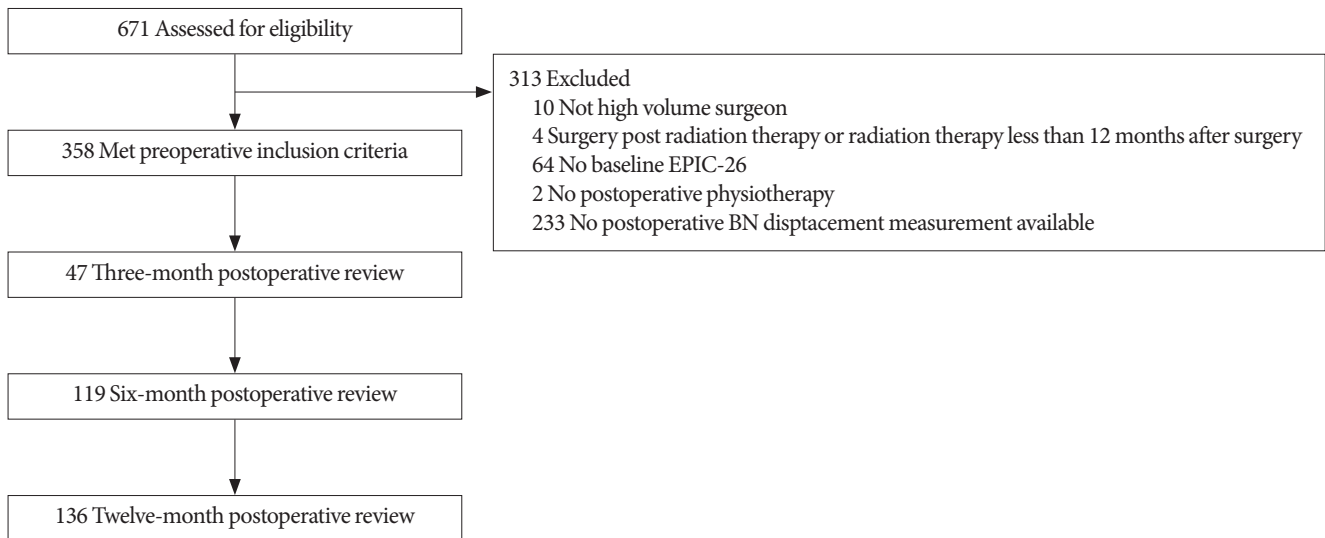 671 Assessed for eligibility
313 Excluded
10 Not high volume surgeon
4 Surgery post radiation therapy or radiation therapy less than 12 months after surgery
64 No baseline EPIC-26
2 No postoperative physiotherapy
233 No postoperative BN disptacement measurement available
358 Met preoperative inclusion criteria
47 Three-month postoperative review
119 Six-month postoperative review
136 Twelve-month postoperative review